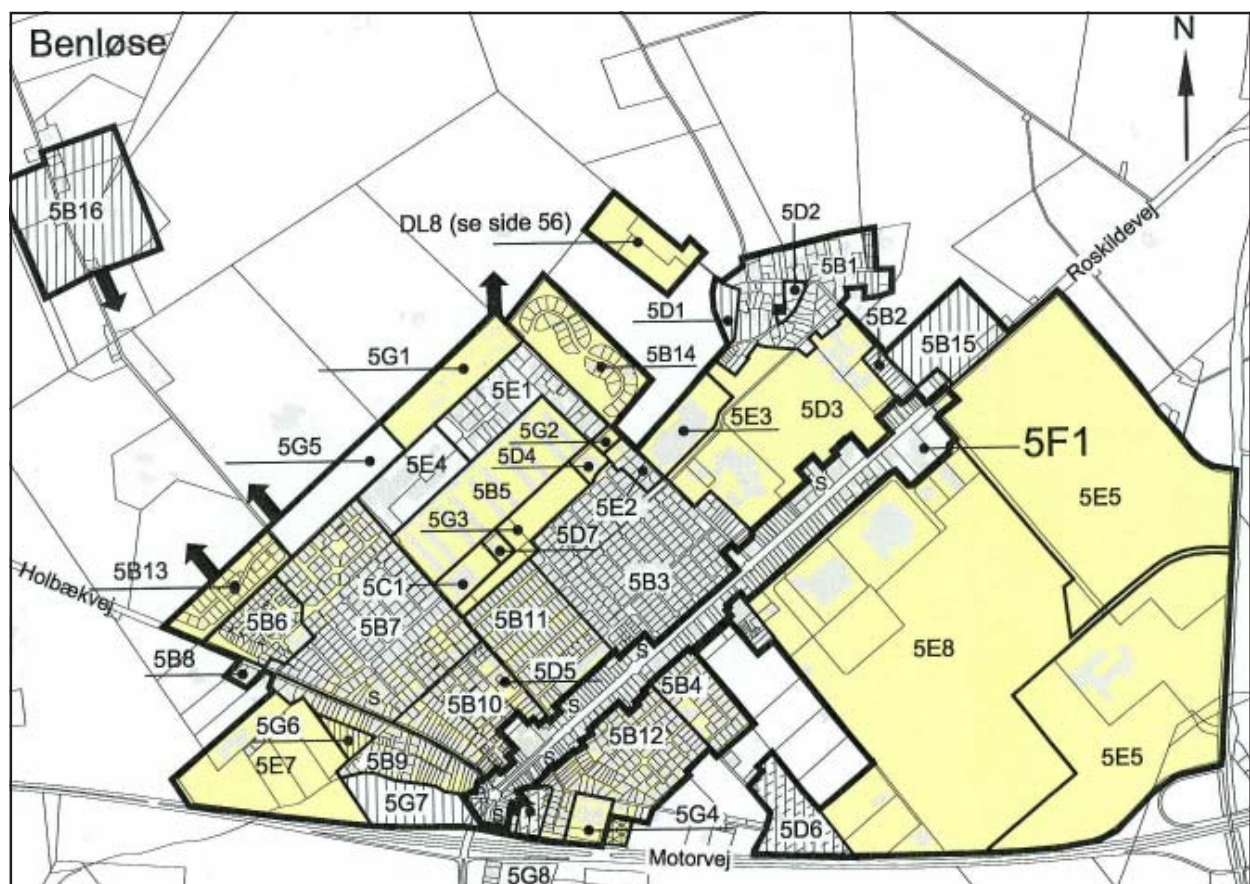 Benløse
N
5B16
DL8 (se side 56)
5D2
5B1
Roskildevej
5D1
5B2
5B15
5G1
5B14
5E1
5E3
5D3
5G2
5F1
5G5
5E4
5D4
5B5
S
5E2
5E5
5G3
5D7
5B13
Holbækvej
5C1
5B3
5B6
5B7
5B11
5E8
5B8
S
5D5
5B4
S
5B10
S
5G6
5B12
5E7
5B9
S
5E5
5G7
S
5G4
5D6
Motorvej
5G8